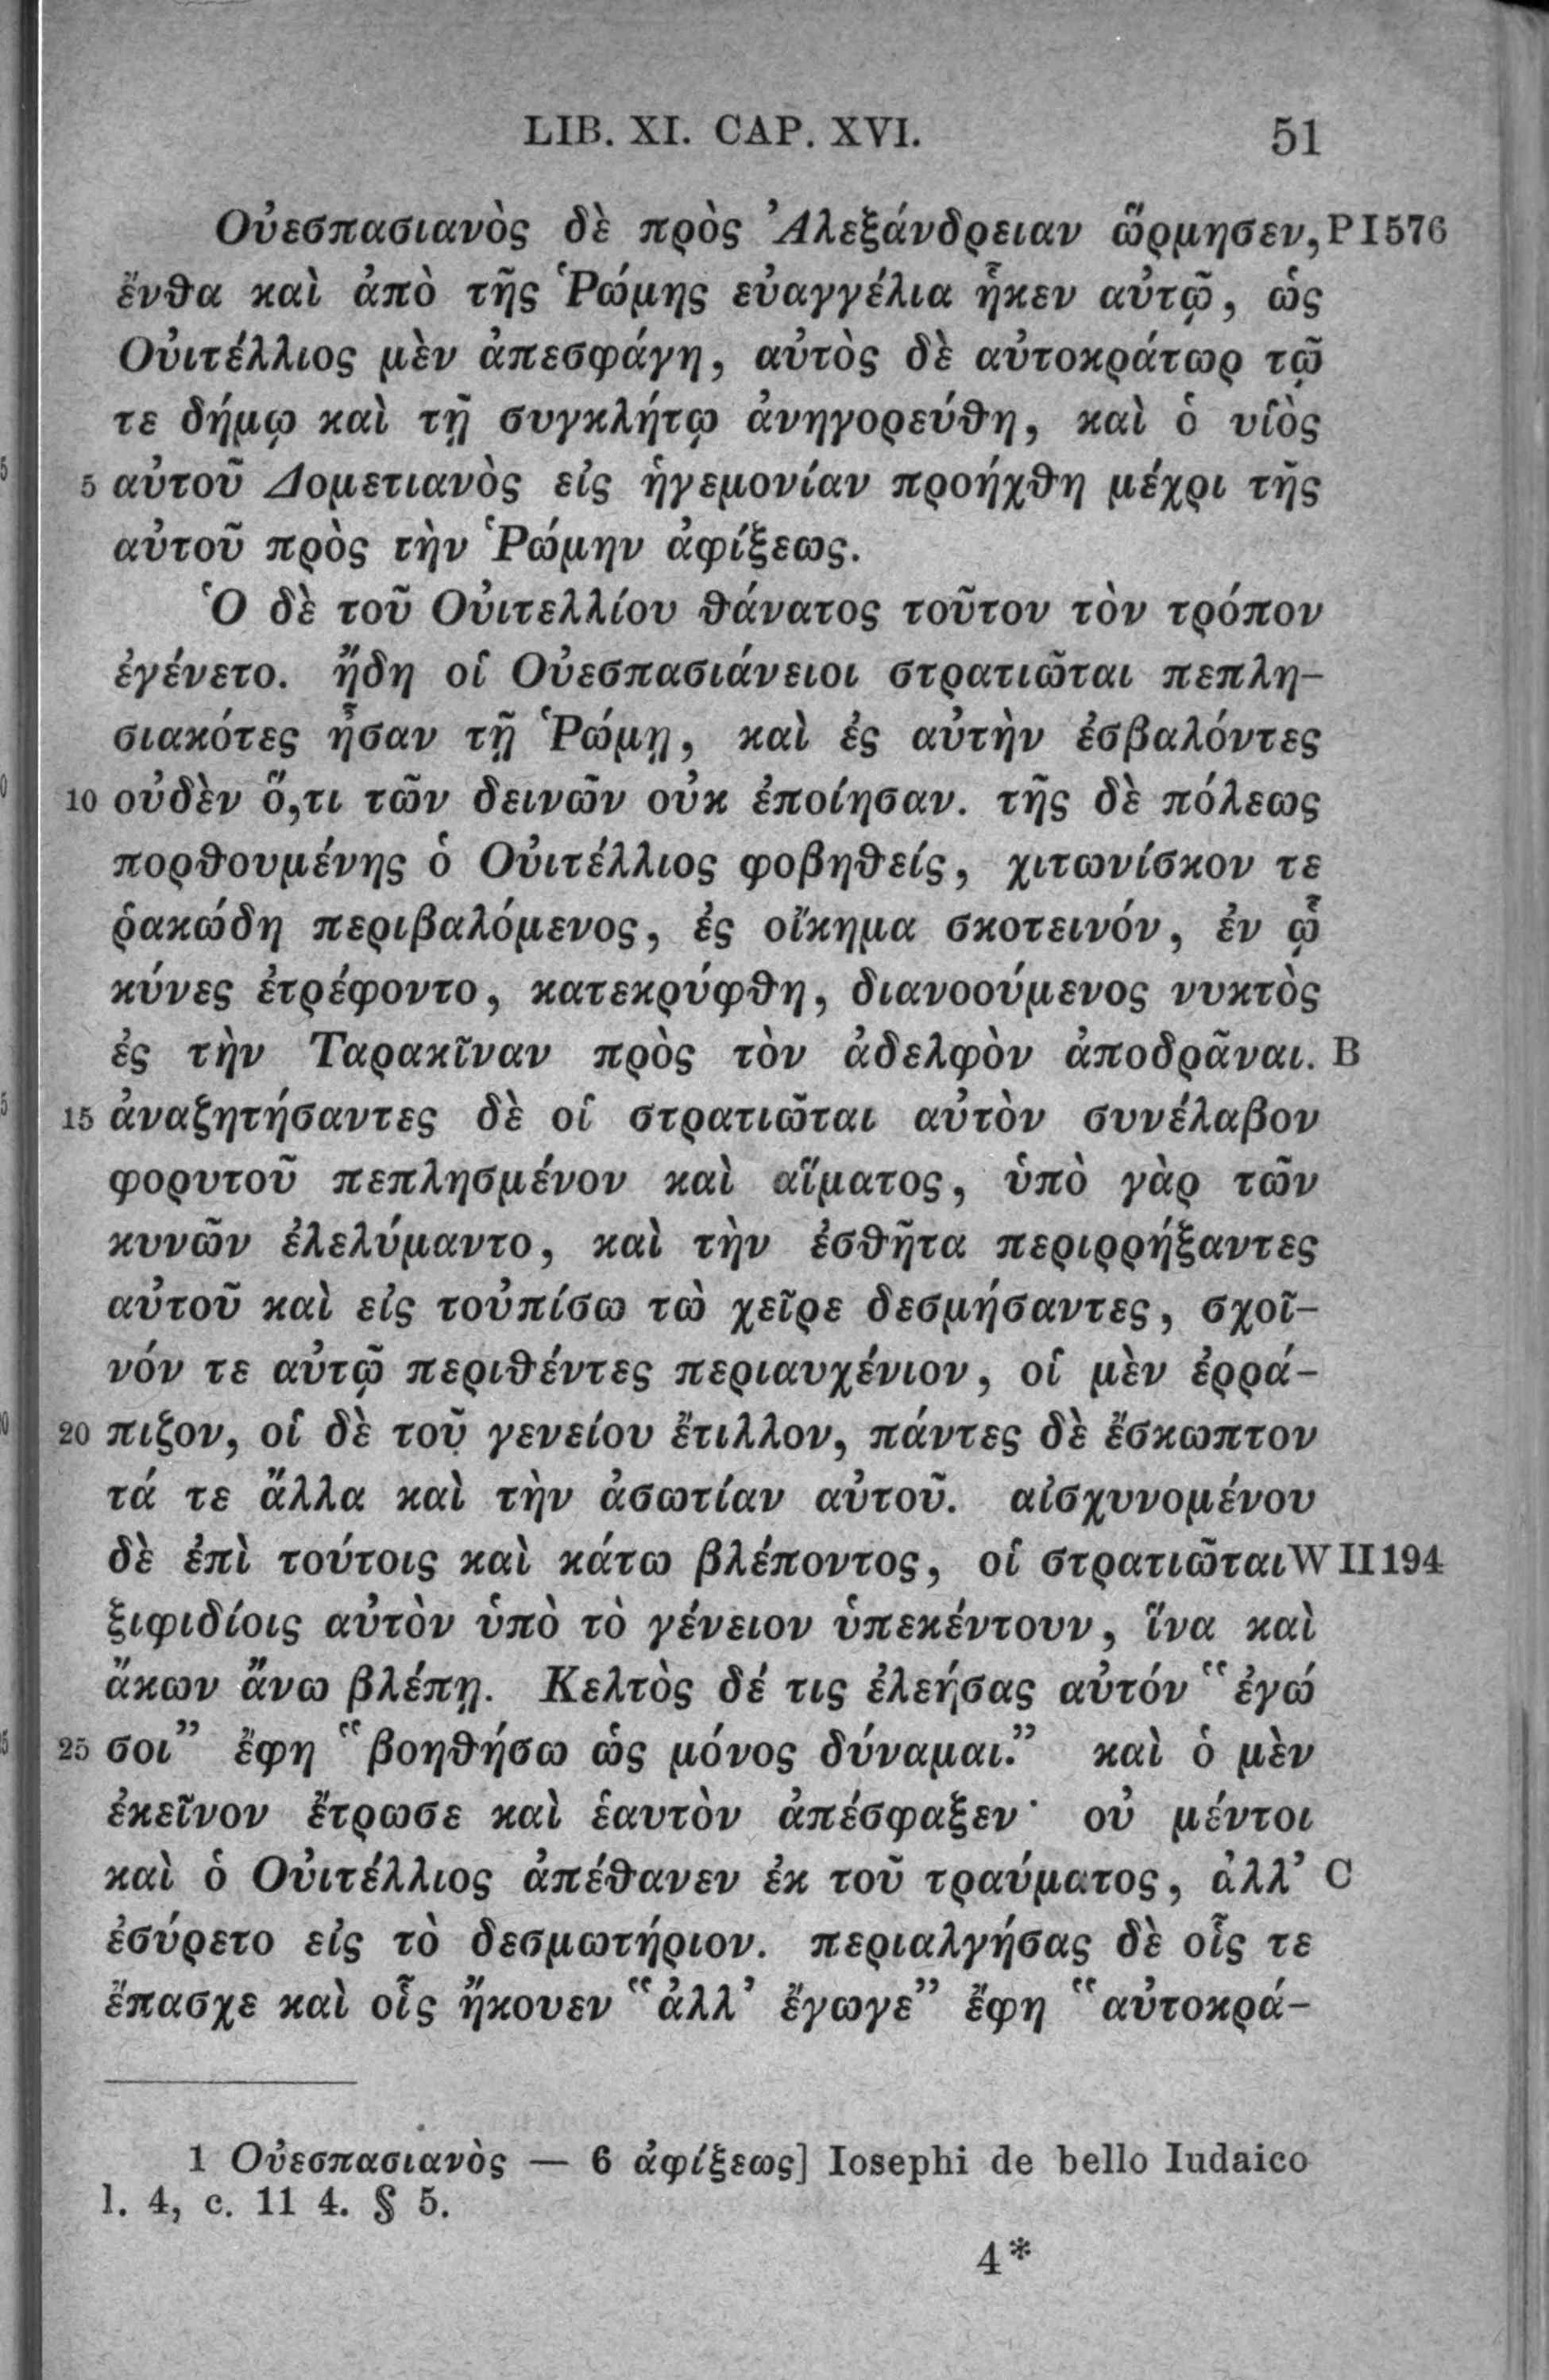 LIB. XI. CAP. XVI. 51
Οὐεσπασιανὸς δὲ πρὸς Ἀλεξάνδρειαν ὥρμησεν, P I 576
ἔνθα καὶ ἀπὸ τῆς Ῥώμης εὐαγγέλια ἧκεν αὐτῷ, ὡς
Οὐιτέλλιος μὲν ἀπεσφάγη, αὐτὸς δὲ αὐτοκράτωρ τῷ
τε δήμῳ καὶ τῇ συγκλήτῳ ἀνηγορεύθη, καὶ ὁ υἱὸς
5 αὐτοῦ Δομετιανὸς εἰς ἡγεμονίαν προήχθη μέχρι τῆς
αὐτοῦ πρὸς τὴν Ῥώμην ἀφίξεως.
Ὁ δὲ τοῦ Οὐιτελλίου θάνατος τοῦτον τὸν τρόπον
ἐγένετο. ἤδη οἱ Οὐεσπασιάνειοι στρατιῶται πεπλη-
σιακότες ἦσαν τῇ Ῥώμῃ, καὶ ἐς αὐτὴν ἐσβαλόντες
10 οὐδὲν ὅ,τι τῶν δεινῶν οὐκ ἐποίησαν. τῆς δὲ πόλεως
πορθουμένης ὁ Οὐιτέλλιος φοβηθείς, χιτωνίσκον τε
ῥακώδη περιβαλόμενος, ἐς οἴκημα σκοτεινόν, ἐν ᾧ
κύνες ἐτρέφοντο, κατεκρύφθη, διανοούμενος νυκτὸς
ἐς τὴν Ταρακῖναν πρὸς τὸν ἀδελφὸν ἀποδρᾶναι. B
15 ἀναζητήσαντες δὲ οἱ στρατιῶται αὐτὸν συνέλαβον
φορυτοῦ πεπλησμένον καὶ αἵματος, ὑπὸ γὰρ τῶν
κυνῶν ἐλελύμαντο, καὶ τὴν ἐσθῆτα περιρρήξαντες
αὐτοῦ καὶ εἰς τοὐπίσω τὼ χεῖρε δεσμήσαντες, σχοῖ-
νόν τε αὐτῷ περιθέντες περιαυχένιον, οἱ μὲν ἐρρά-
20 πιζον, οἱ δὲ τοῦ γενείου ἔτιλλον, πάντες δὲ ἔσκωπτον
τά τε ἄλλα καὶ τὴν ἀσωτίαν αὐτοῦ. αἰσχυνομένου
δὲ ἐπὶ τούτοις καὶ κάτω βλέποντος, οἱ στρατιῶται W II 194
ξιφιδίοις αὐτὸν ὑπὸ τὸ γένειον ὑπεκέντουν, ἵνα καὶ
ἄκων ἄνω βλέπῃ. Κελτὸς δέ τις ἐλεήσας αὐτόν “ἐγώ
25 σοι” ἔφη “βοηθήσω ὡς μόνος δύναμαι.” καὶ ὁ μὲν
ἐκεῖνον ἔτρωσε καὶ ἑαυτὸν ἀπέσφαξεν· οὐ μέντοι
καὶ ὁ Οὐιτέλλιος ἀπέθανεν ἐκ τοῦ τραύματος, ἀλλ’ C
ἐσύρετο εἰς τὸ δεσμωτήριον. περιαλγήσας δὲ οἷς τε
ἔπασχε καὶ οἷς ἤκουεν “ἀλλ’ ἔγωγε” ἔφη “αὐτοκρά-
1 Οὐεσπασιανὸς — 6 ἀφίξεως] Iosephi de bello Iudaico
l. 4, c. 11 4. § 5.
4*